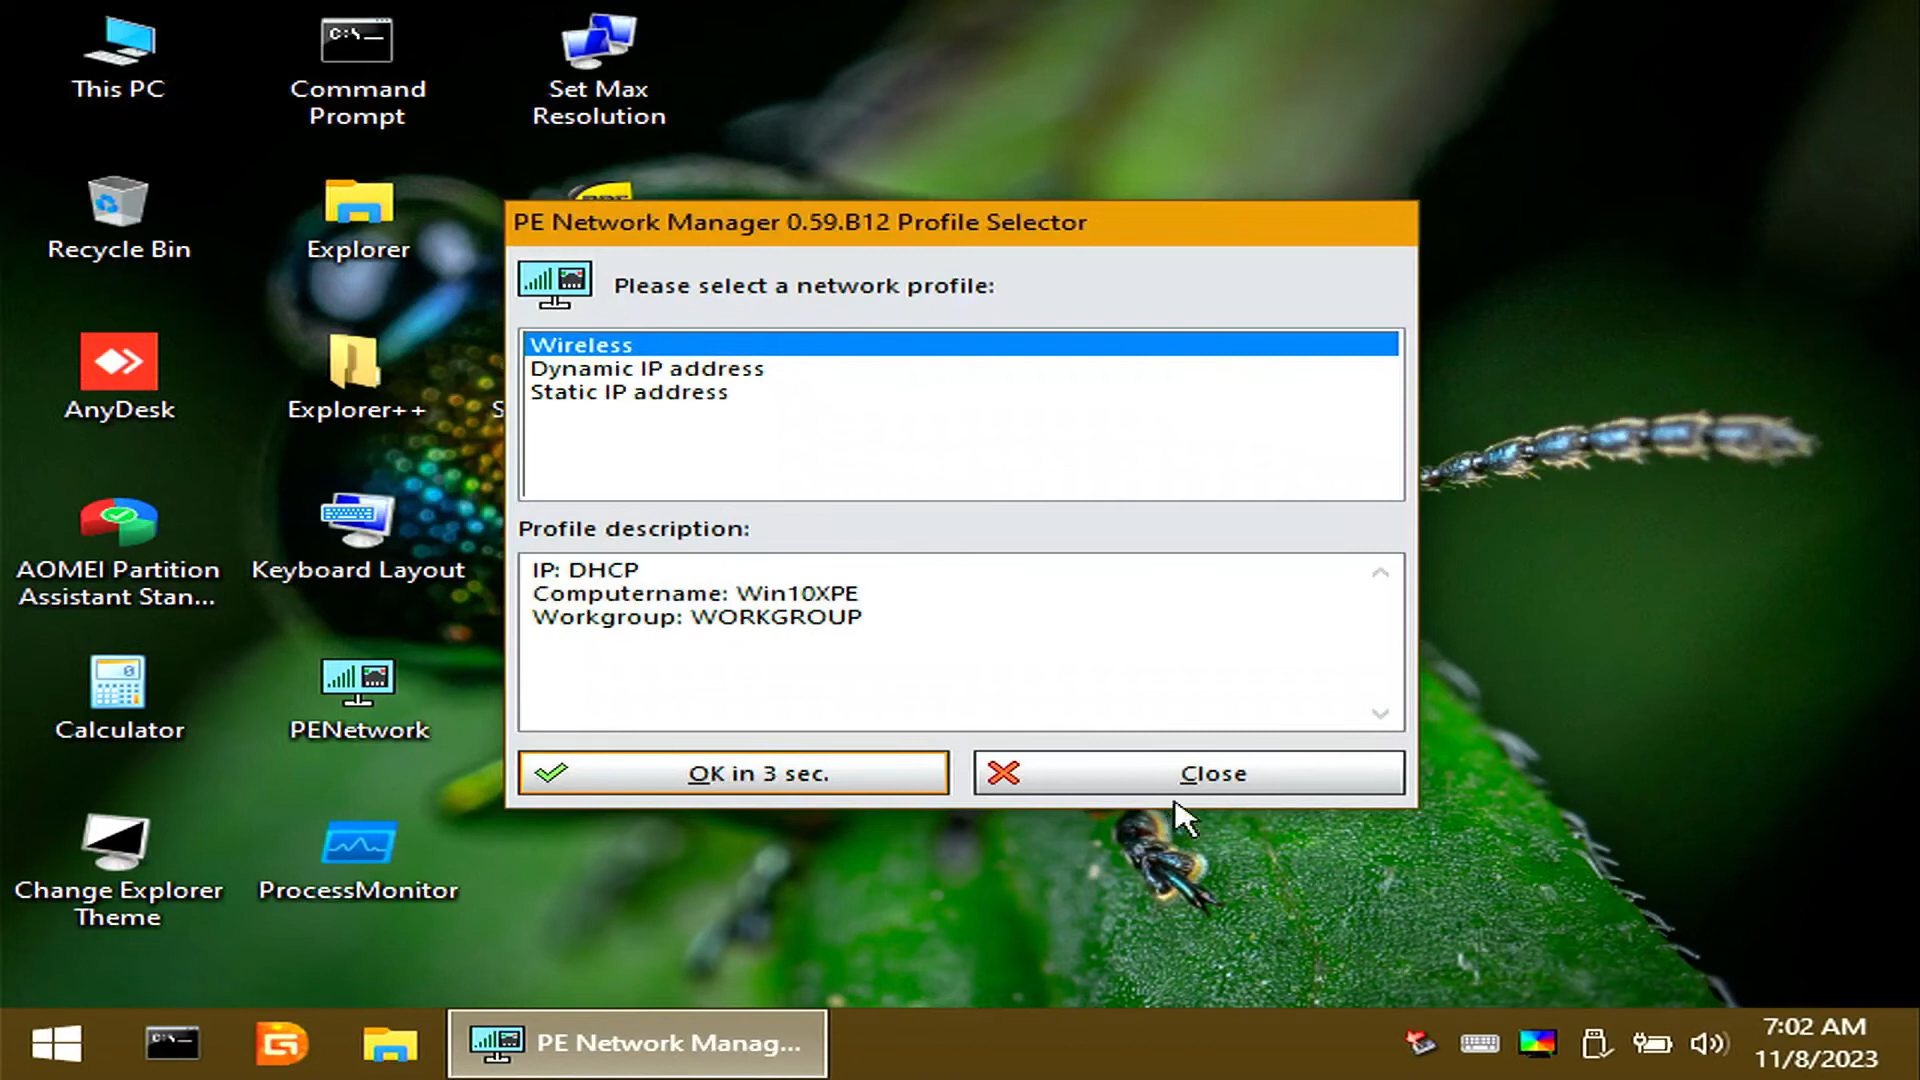 This PC
Command
Prompt
Set Max
Resolution
Recycle Bin
Explorer
AnyDesk
Explorer++
S
AOMEI Partition
Assistant Stan...
Keyboard Layout
Calculator
PENetwork
Change Explorer
Theme
ProcessMonitor
PE Network Manager 0.59.B12 Profile Selector
Please select a network profile:
Wireless
Dynamic IP address
Static IP address
Profile description:
IP: DHCP
Computername: Win10XPE
Workgroup: WORKGROUP
OK in 3 sec.
Close
PE Network Manag...
7:02 AM
11/8/2023